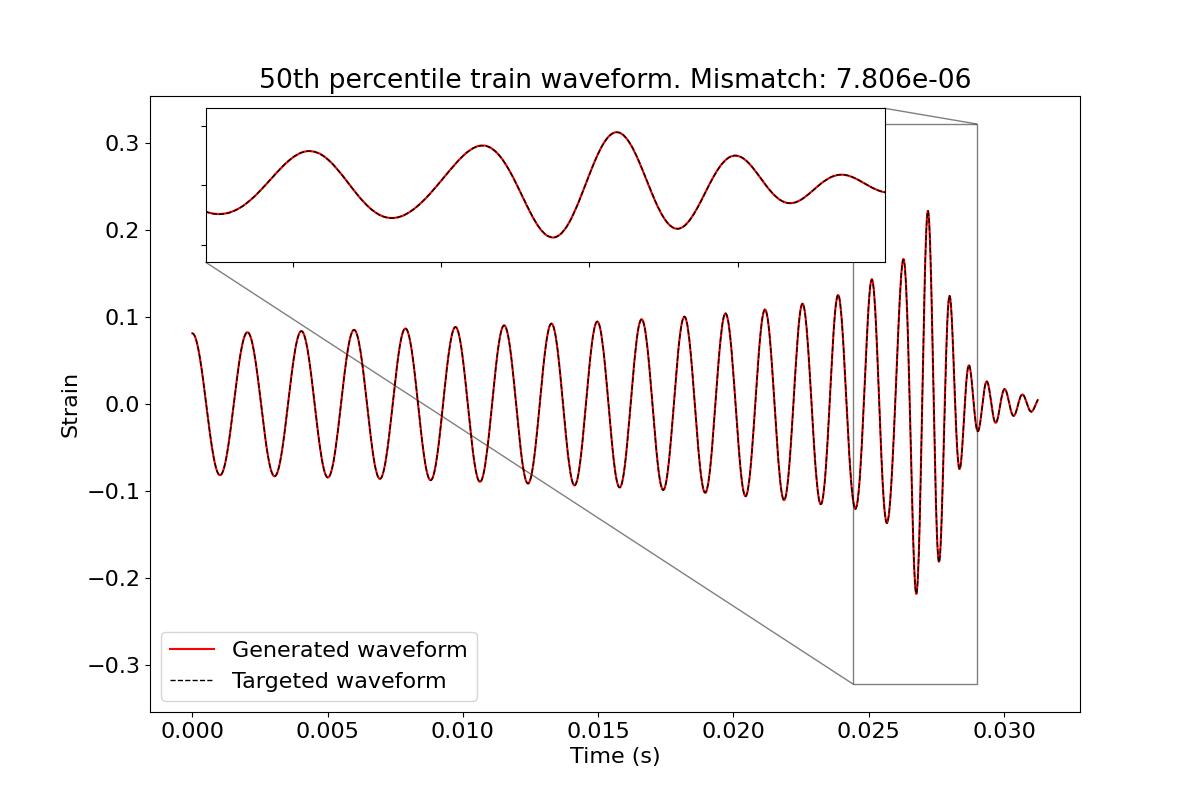 50th percentile train waveform. Mismatch: 7.806e-06
0.3
0.2
0.1
0.0
−0.1
−0.2
−0.3
Strain
Generated waveform
Targeted waveform
0.000 0.005 0.010 0.015 0.020 0.025 0.030
Time (s)